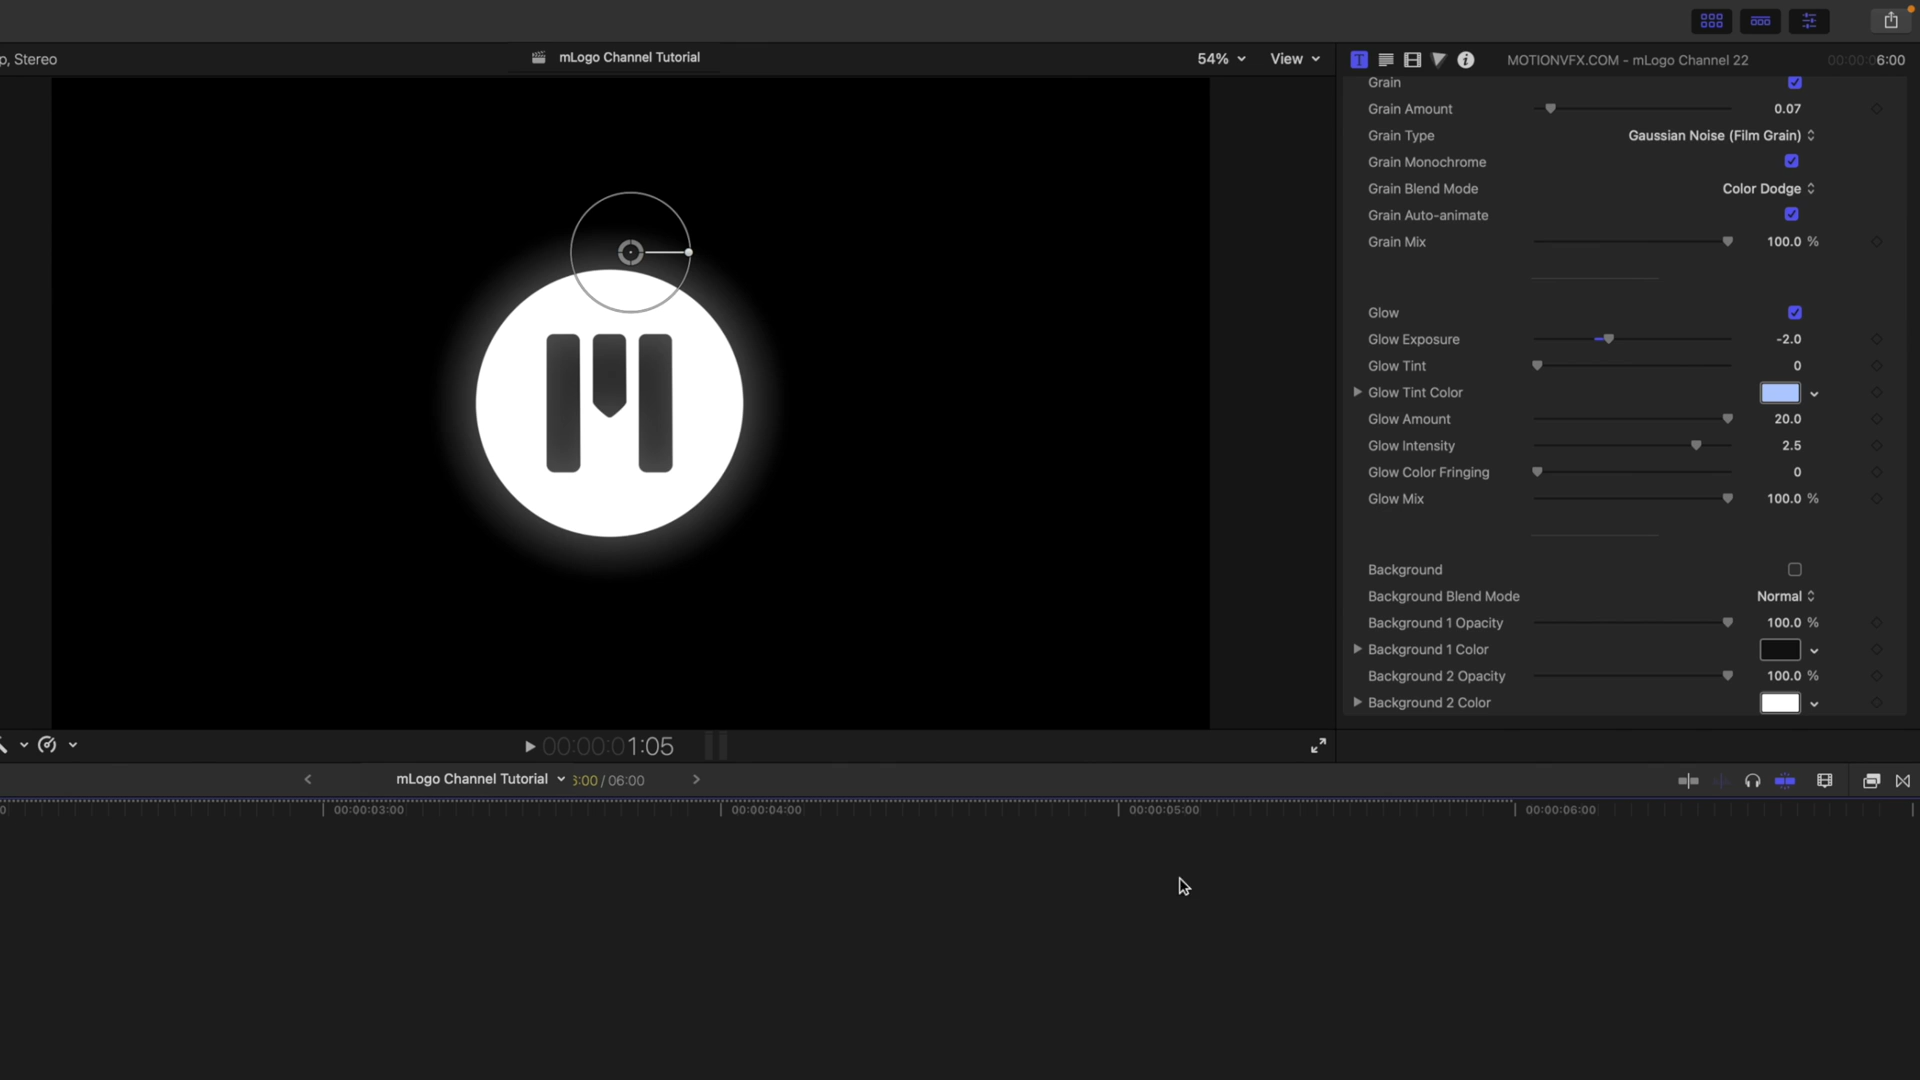 p, Stereo
mLogo Channel Tutorial
54%
View
MOTIONVFX.COM - mLogo Channel 22
00:00:06:00
Grain
Grain Amount 0.07
Grain Type Gaussian Noise (Film Grain)
Grain Monochrome
Grain Blend Mode Color Dodge
Grain Auto-animate
Grain Mix 100.0 %
Glow
Glow Exposure -2.0
Glow Tint 0
Glow Tint Color
Glow Amount 20.0
Glow Intensity 2.5
Glow Color Fringing 0
Glow Mix 100.0 %
Background
Background Blend Mode Normal
Background 1 Opacity 100.0 %
Background 1 Color
Background 2 Opacity 100.0 %
Background 2 Color
00:00:01:05
mLogo Channel Tutorial
:00 / 06:00
00:00:03:00
00:00:04:00
00:00:05:00
00:00:06:00